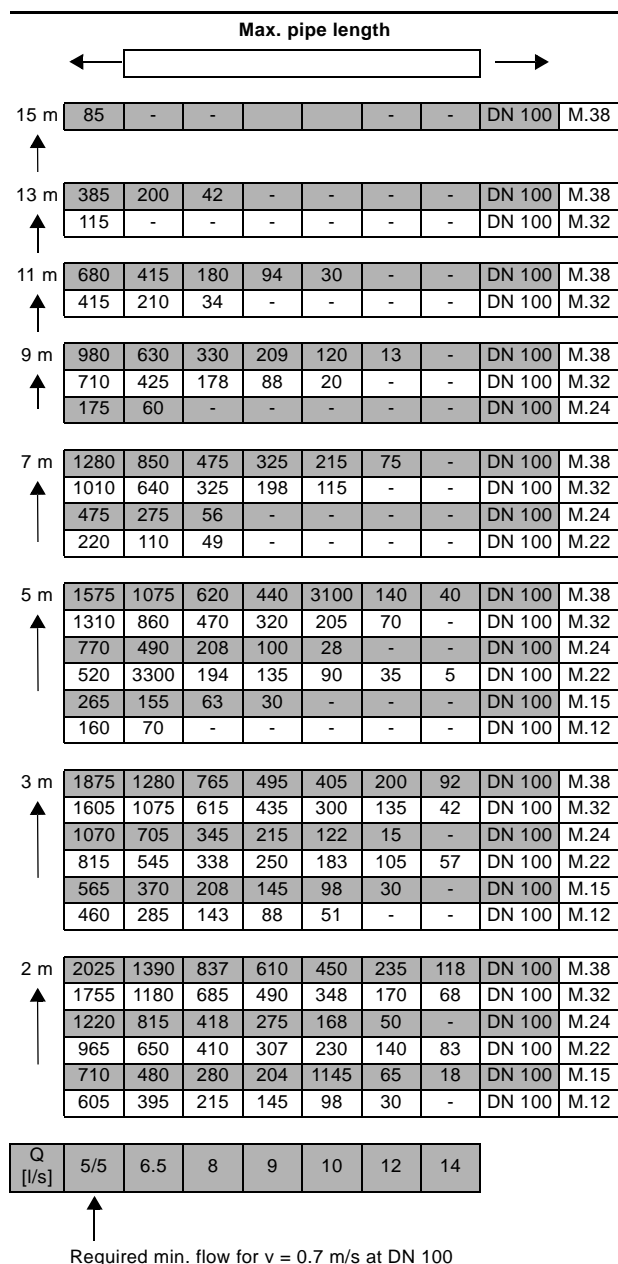 Max. pipe length
15 m 85 - - - - DN 100 M.38
13 m 385 200 42 - - - - DN 100 M.38
115 - - - - - - DN 100 M.32
11 m 680 415 180 94 30 - - DN 100 M.38
415 210 34 - - - - DN 100 M.32
9 m 980 630 330 209 120 13 - DN 100 M.38
710 425 178 88 20 - - DN 100 M.32
175 60 - - - - - DN 100 M.24
7 m 1280 850 475 325 215 75 - DN 100 M.38
1010 640 325 198 115 - - DN 100 M.32
475 275 56 - - - - DN 100 M.24
220 110 49 - - - - DN 100 M.22
5 m 1575 1075 620 440 3100 140 40 DN 100 M.38
1310 860 470 320 205 70 - DN 100 M.32
770 490 208 100 28 - - DN 100 M.24
520 3300 194 135 90 35 5 DN 100 M.22
265 155 63 30 - - - DN 100 M.15
160 70 - - - - - DN 100 M.12
3 m 1875 1280 765 495 405 200 92 DN 100 M.38
1605 1075 615 435 300 135 42 DN 100 M.32
1070 705 345 215 122 15 - DN 100 M.24
815 545 338 250 183 105 57 DN 100 M.22
565 370 208 145 98 30 - DN 100 M.15
460 285 143 88 51 - - DN 100 M.12
2 m 2025 1390 837 610 450 235 118 DN 100 M.38
1755 1180 685 490 348 170 68 DN 100 M.32
1220 815 418 275 168 50 - DN 100 M.24
965 650 410 307 230 140 83 DN 100 M.22
710 480 280 204 1145 65 18 DN 100 M.15
605 395 215 145 98 30 - DN 100 M.12
Q [l/s] 5/5 6.5 8 9 10 12 14
Required min. flow for v = 0.7 m/s at DN 100